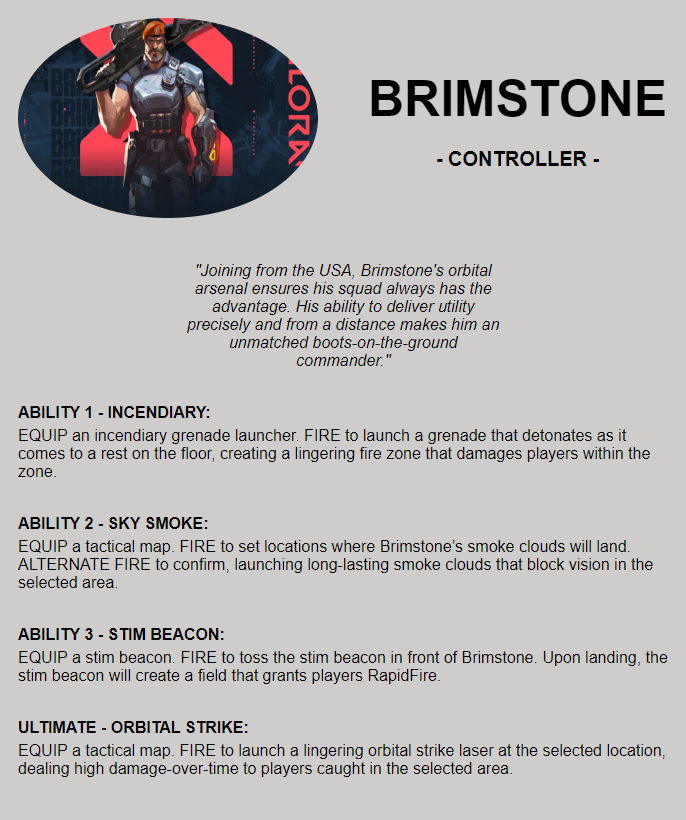 BRIMSTONE
- CONTROLLER -
"Joining from the USA, Brimstone's orbital
arsenal ensures his squad always has the
advantage. His ability to deliver utility
precisely and from a distance makes him an
unmatched boots-on-the-ground
commander."
ABILITY 1 - INCENDIARY:
EQUIP an incendiary grenade launcher. FIRE to launch a grenade that detonates as it
comes to a rest on the floor, creating a lingering fire zone that damages players within the
zone.
ABILITY 2 - SKY SMOKE:
EQUIP a tactical map. FIRE to set locations where Brimstone’s smoke clouds will land.
ALTERNATE FIRE to confirm, launching long-lasting smoke clouds that block vision in the
selected area.
ABILITY 3 - STIM BEACON:
EQUIP a stim beacon. FIRE to toss the stim beacon in front of Brimstone. Upon landing, the
stim beacon will create a field that grants players RapidFire.
ULTIMATE - ORBITAL STRIKE:
EQUIP a tactical map. FIRE to launch a lingering orbital strike laser at the selected location,
dealing high damage-over-time to players caught in the selected area.